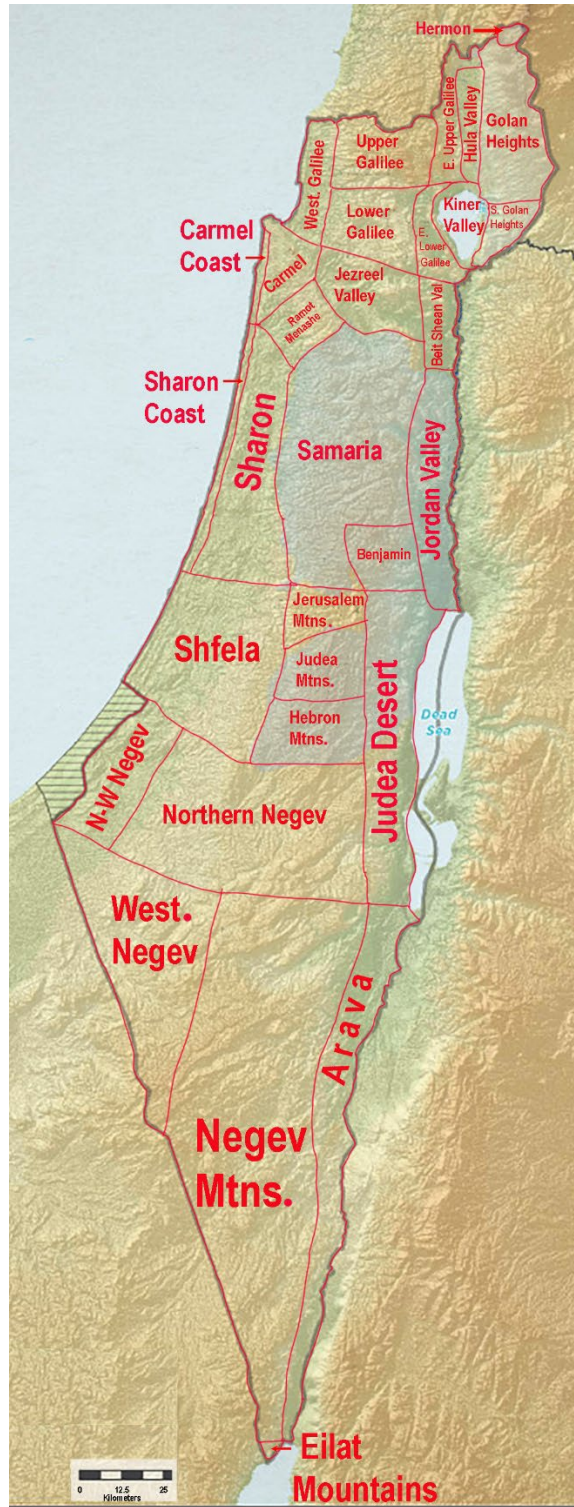 Hermon
E. Upper Galilee
Hula Valley
Golan
Heights
Upper
Galilee
West. Galilee
Kiner
Valley
S. Golan
Heights
Lower
Galilee
E.
Lower
Galilee
Carmel
Coast
Carmel
Jezreel
Valley
Ramot
Menashe
Beit Shean Val
Sharon
Coast
Sharon
Samaria
Jordan Valley
Benjamin
Jerusalem
Mtns.
Shfela
Judea
Mtns.
Hebron
Mtns.
Judea Desert
Dead
Sea
N-W Negev
Northern Negev
West.
Negev
Arava
Negev
Mtns.
Eilat
Mountains
0 12.5 25
Kilometers